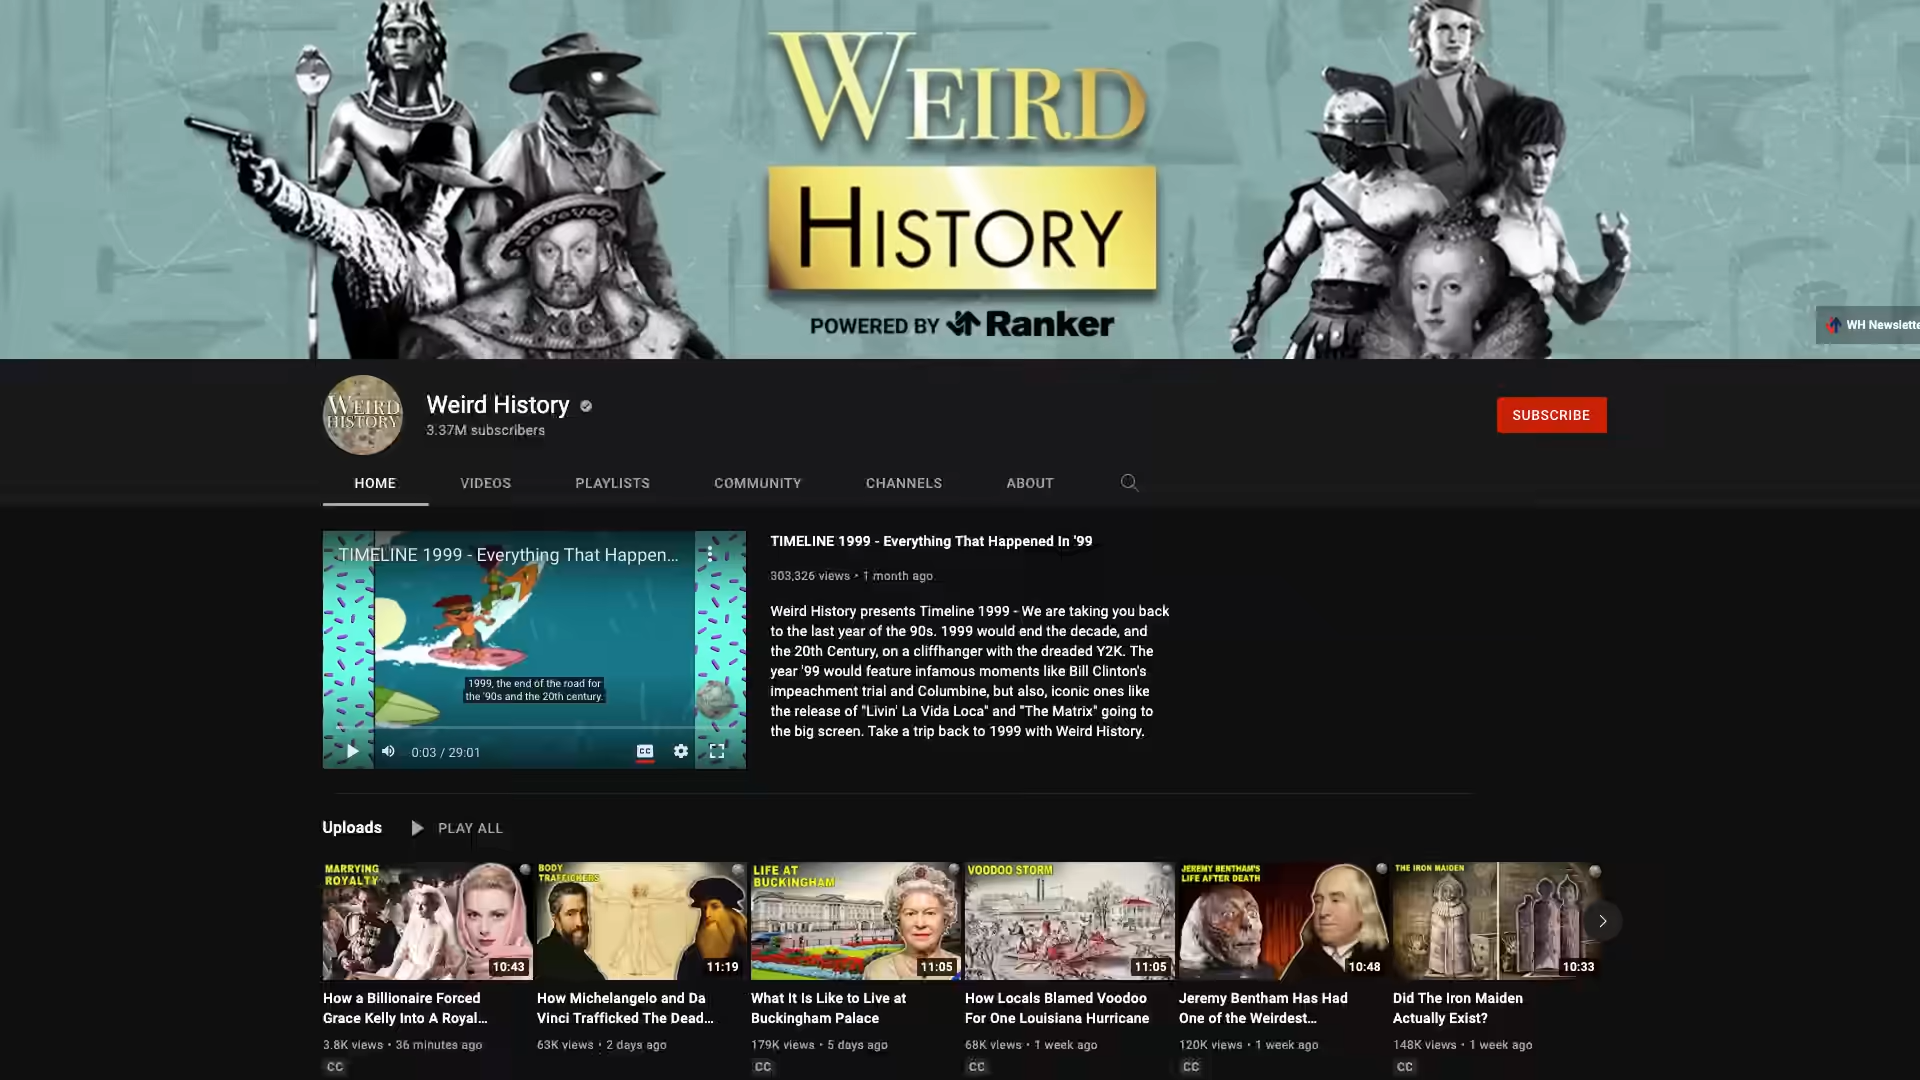 WEIRD
HISTORY
POWERED BY Ranker
WH Newslette
WEIRD
HISTORY
Weird History
3.37M subscribers
SUBSCRIBE
HOME
VIDEOS
PLAYLISTS
COMMUNITY
CHANNELS
ABOUT
TIMELINE 1999 - Everything That Happen...
1999, the end of the road for
the '90s and the 20th century.
0:03 / 29:01
CC
TIMELINE 1999 - Everything That Happened In '99
303,326 views • 1 month ago
Weird History presents Timeline 1999 - We are taking you back
to the last year of the 90s. 1999 would end the decade, and
the 20th Century, on a cliffhanger with the dreaded Y2K. The
year '99 would feature infamous moments like Bill Clinton's
impeachment trial and Columbine, but also, iconic ones like
the release of "Livin' La Vida Loca" and "The Matrix" going to
the big screen. Take a trip back to 1999 with Weird History.
Uploads
PLAY ALL
MARRYING
ROYALTY
10:43
How a Billionaire Forced
Grace Kelly Into A Royal...
3.8K views • 36 minutes ago
CC
BODY
TRAFFICKERS
11:19
How Michelangelo and Da
Vinci Trafficked The Dead...
63K views • 2 days ago
LIFE AT
BUCKINGHAM
11:05
What It Is Like to Live at
Buckingham Palace
179K views • 5 days ago
CC
VOODOO STORM
11:05
How Locals Blamed Voodoo
For One Louisiana Hurricane
68K views • 1 week ago
CC
JEREMY BENTHAM'S
LIFE AFTER DEATH
10:48
Jeremy Bentham Has Had
One of the Weirdest...
120K views • 1 week ago
CC
THE IRON MAIDEN
10:33
Did The Iron Maiden
Actually Exist?
148K views • 1 week ago
CC